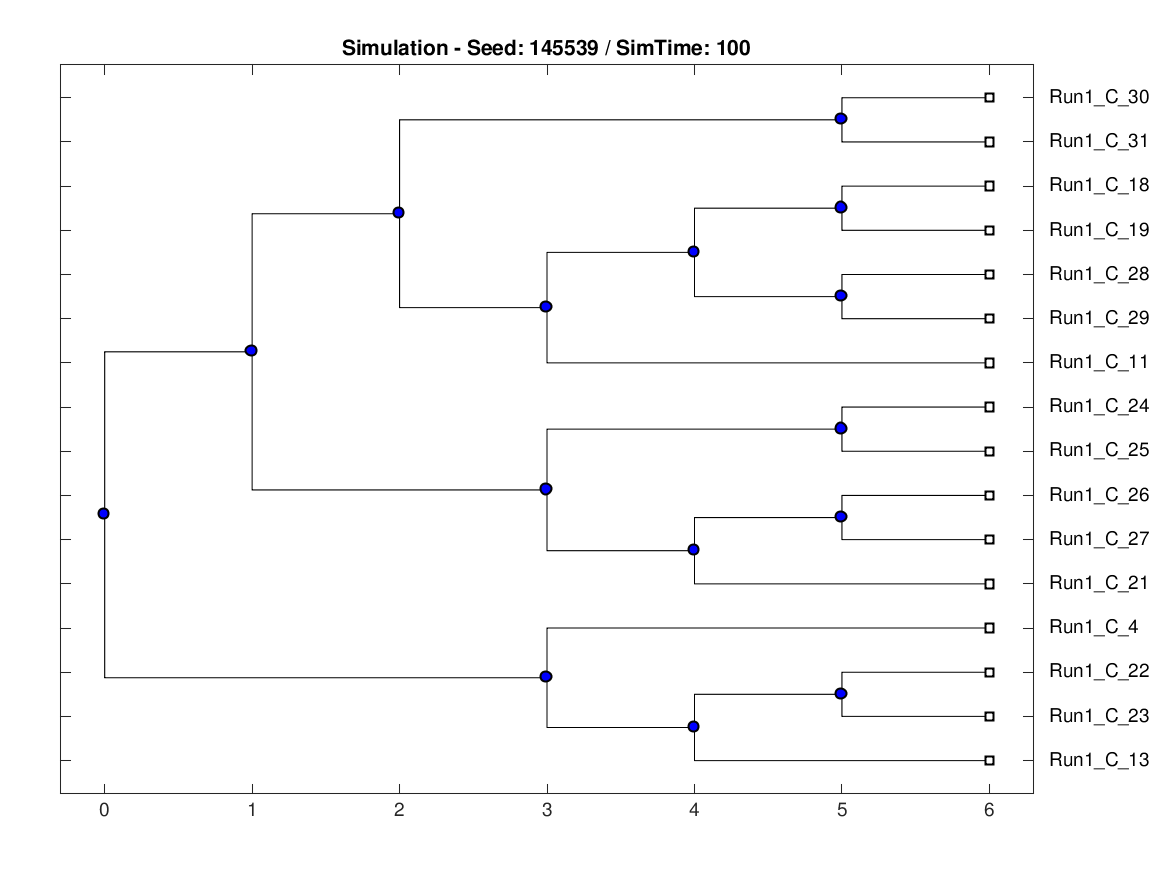 Simulation - Seed: 145539 / SimTime: 100
Run1_C_30
Run1_C_31
Run1_C_18
Run1_C_19
Run1_C_28
Run1_C_29
Run1_C_11
Run1_C_24
Run1_C_25
Run1_C_26
Run1_C_27
Run1_C_21
Run1_C_4
Run1_C_22
Run1_C_23
Run1_C_13
0 1 2 3 4 5 6